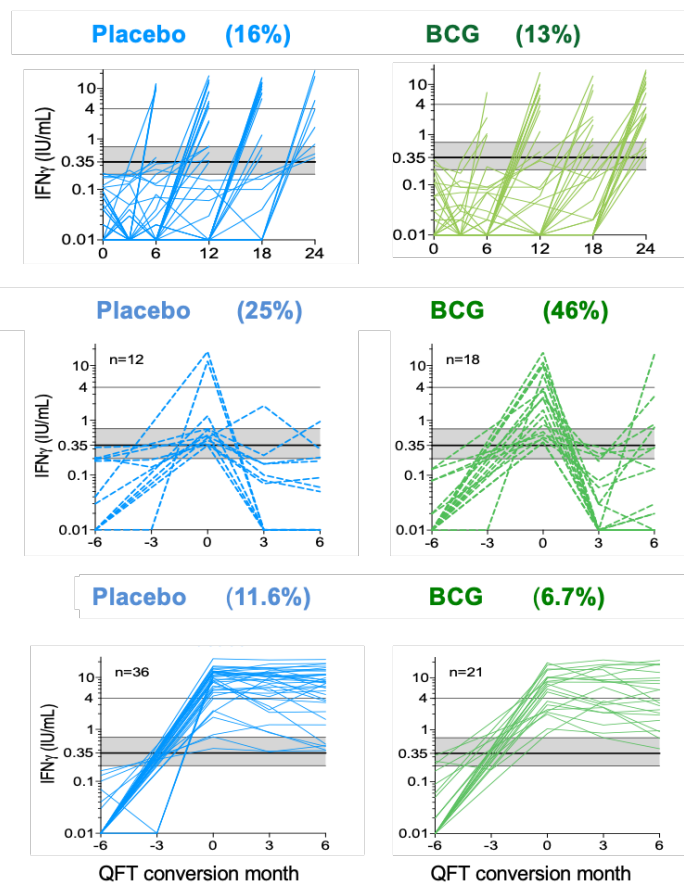 Placebo (16%) BCG (13%)
IFNγ (IU/mL)
10
4
1
0.35
0.1
0.01
0 6 12 18 24
10
4
1
0.35
0.1
0.01
0 6 12 18 24
Placebo (25%) BCG (46%)
IFNγ (IU/mL)
n=12
10
4
1
0.35
0.1
0.01
-6 -3 0 3 6
n=18
10
4
1
0.35
0.1
0.01
-6 -3 0 3 6
Placebo (11.6%) BCG (6.7%)
IFNγ (IU/mL)
n=36
10
4
1
0.35
0.1
0.01
-6 -3 0 3 6
QFT conversion month
n=21
10
4
1
0.35
0.1
0.01
-6 -3 0 3 6
QFT conversion month